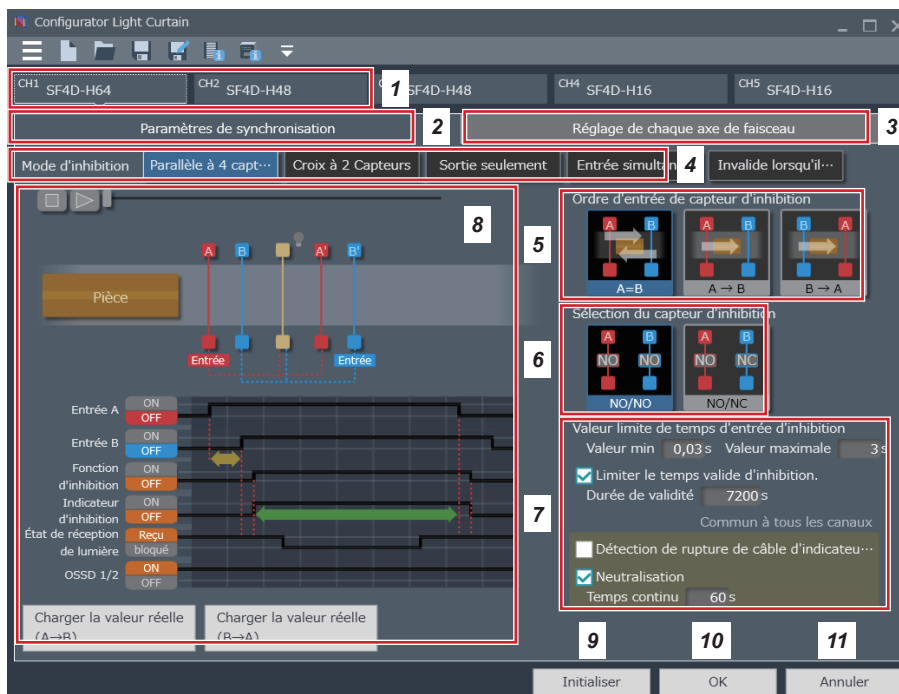 Configurator Light Curtain
CH1 SF4D-H64
CH2 SF4D-H48
SF4D-H48
CH4 SF4D-H16
CH5 SF4D-H16
1
Paramètres de synchronisation
2
Réglage de chaque axe de faisceau
3
Mode d'inhibition
Parallèle à 4 capt···
Croix à 2 Capteurs
Sortie seulement
Entrée simultan
4
Invalide lorsqu'il···
8
A
B
A'
B'
Pièce
Entrée
Entrée
Entrée A
ON
OFF
Entrée B
ON
OFF
Fonction d'inhibition
ON
OFF
Indicateur d'inhibition
ON
OFF
État de réception de lumière
Reçu
bloqué
OSSD 1/2
ON
OFF
Charger la valeur réelle
(A→B)
Charger la valeur réelle
(B→A)
5
Ordre d'entrée de capteur d'inhibition
A B
A B
B A
A=B
A → B
B → A
6
Sélection du capteur d'inhibition
A B
A B
NO NO
NO NC
NO/NO
NO/NC
7
Valeur limite de temps d'entrée d'inhibition
Valeur min 0,03 s Valeur maximale 3 s
Limiter le temps valide d'inhibition.
Durée de validité 7200 s
Commun à tous les canaux
Détection de rupture de câble d'indicateu···
Neutralisation
Temps continu 60 s
9
10
11
Initialiser
OK
Annuler